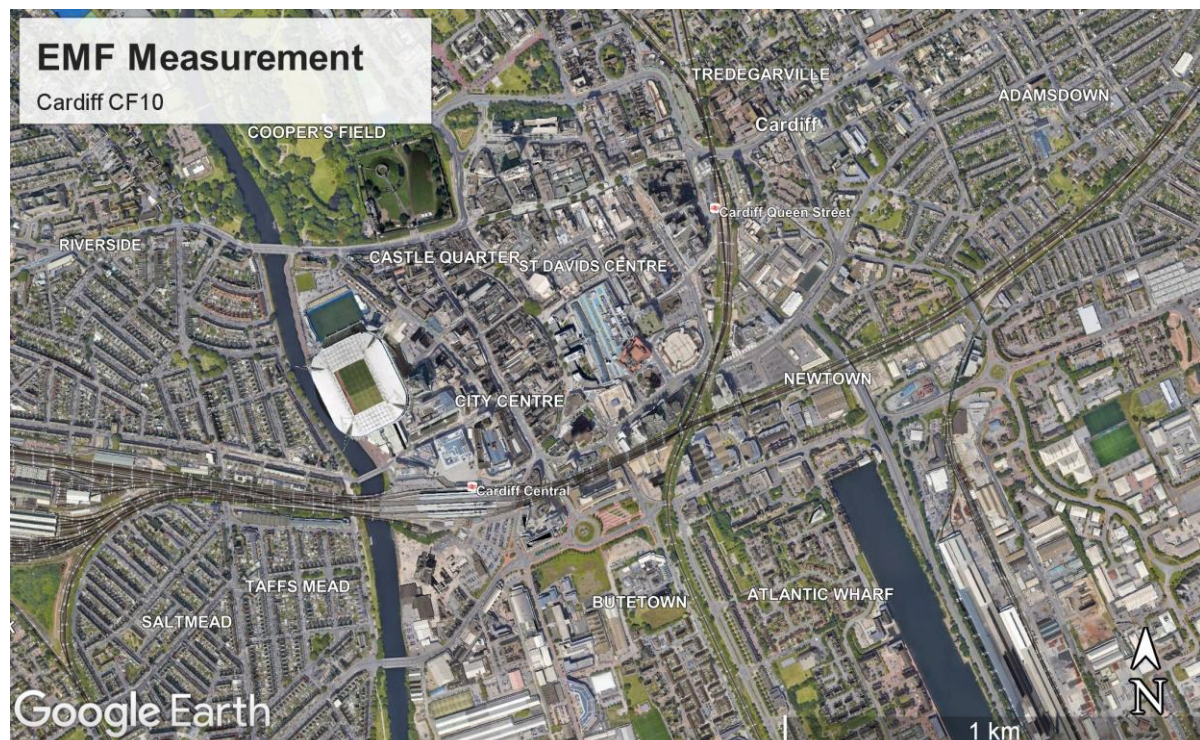 EMF Measurement
Cardiff CF10
TREDEGARVILLE
ADAMSDOWN
Cardiff
COOPER'S FIELD
Cardiff Queen Street
RIVERSIDE
CASTLE QUARTER
ST DAVIDS CENTRE
NEWTOWN
CITY CENTRE
Cardiff Central
TAFFS MEAD
BUTETOWN
ATLANTIC WHARF
SALTMEAD
Google Earth
N
1 km